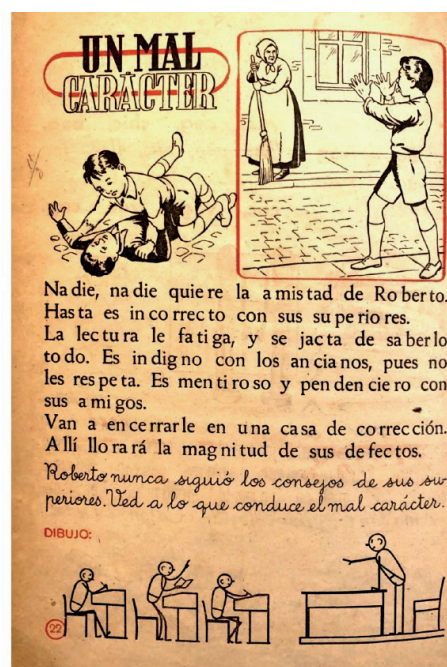 UN MAL
CARÁCTER
Na die, na die quie re la a mis tad de Ro ber to.
Has ta es in co rrec to con sus su pe rio res.
La lec tu ra le fa ti ga, y se jac ta de sa ber lo
to do. Es in dig no con los an cia nos, pues no
les res pe ta. Es men ti ro so y pen den cie ro con
sus a mi gos.
Van a en ce rrar le en u na ca sa de co rrec ción.
A llí llo ra rá la mag ni tud de sus de fec tos.
Roberto nunca siguió los consejos de sus su-
periores. Ved a lo que conduce el mal carácter.
DIBUJO:
22